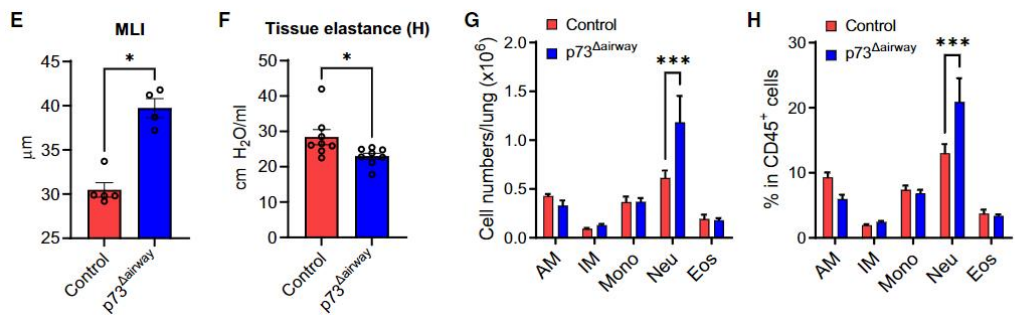 E
MLI
*
45
40
35
30
25
μm
Control
p73Δairway
F
Tissue elastance (H)
*
50
40
30
20
10
0
cm H2O/ml
Control
p73Δairway
G
Control
p73Δairway
***
2.0
1.5
1.0
0.5
0.0
Cell numbers/lung (x10⁶)
AM
IM
Mono
Neu
Eos
H
Control
p73Δairway
***
30
20
10
0
% in CD45⁺ cells
AM
IM
Mono
Neu
Eos